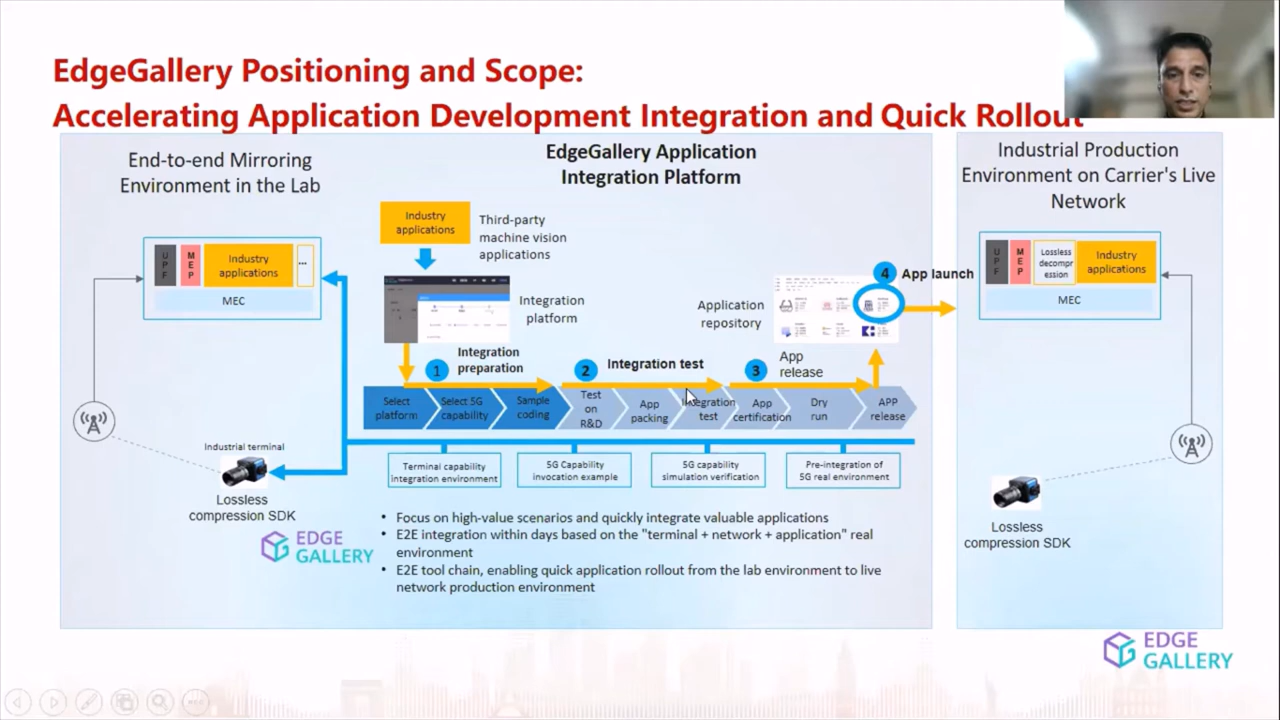 EdgeGallery Positioning and Scope:
Accelerating Application Development Integration and Quick Rollout
End-to-end Mirroring
Environment in the Lab
UPF
MEP
Industry
applications
...
MEC
Industrial terminal
Lossless
compression SDK
EDGE
GALLERY
EdgeGallery Application
Integration Platform
Industry
applications
Third-party
machine vision
applications
Integration
platform
Application
repository
4
App launch
1
Integration
preparation
2
Integration test
3
App
release
Select
platform
Select 5G
capability
Sample
coding
Test
on
R&D
App
packing
Integration
test
App
certification
Dry
run
APP
release
Terminal capability
integration environment
5G Capability
invocation example
5G capability
simulation verification
Pre-integration of
5G real environment
• Focus on high-value scenarios and quickly integrate valuable applications
• E2E integration within days based on the "terminal + network + application" real
environment
• E2E tool chain, enabling quick application rollout from the lab environment to live
network production environment
Industrial Production
Environment on Carrier's Live
Network
UPF
MEP
Lossless
decompr
ession
Industry
applications
MEC
Lossless
compression SDK
EDGE
GALLERY